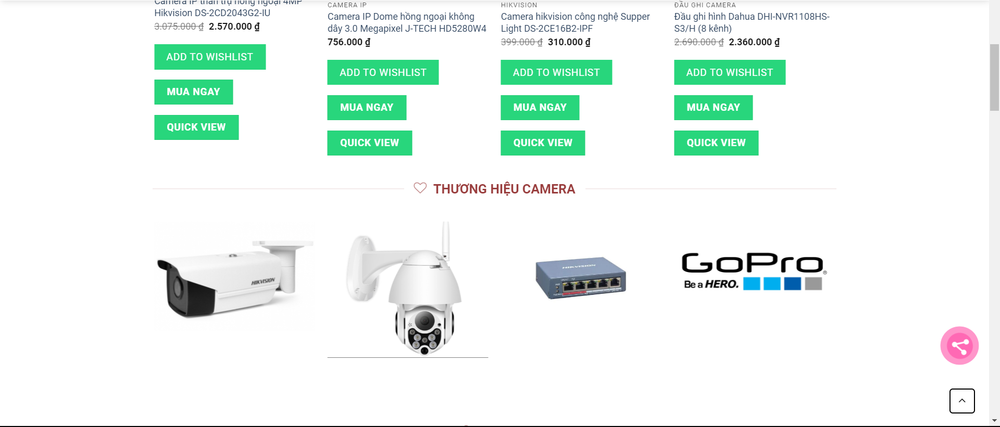 Camera IP thân trụ hồng ngoại 4MP
Hikvision DS-2CD2043G2-IU
3.075.000 ₫ 2.570.000 ₫
ADD TO WISHLIST
MUA NGAY
QUICK VIEW
CAMERA IP
Camera IP Dome hồng ngoại không
dây 3.0 Megapixel J-TECH HD5280W4
756.000 ₫
ADD TO WISHLIST
MUA NGAY
QUICK VIEW
HIKVISION
Camera hikvision công nghệ Supper
Light DS-2CE16B2-IPF
399.000 ₫ 310.000 ₫
ADD TO WISHLIST
MUA NGAY
QUICK VIEW
ĐẦU GHI CAMERA
Đầu ghi hình Dahua DHI-NVR1108HS-
S3/H (8 kênh)
2.690.000 ₫ 2.360.000 ₫
ADD TO WISHLIST
MUA NGAY
QUICK VIEW
THƯƠNG HIỆU CAMERA
HIKVISION
HIKVISION
GoPro®
Be a HERO.